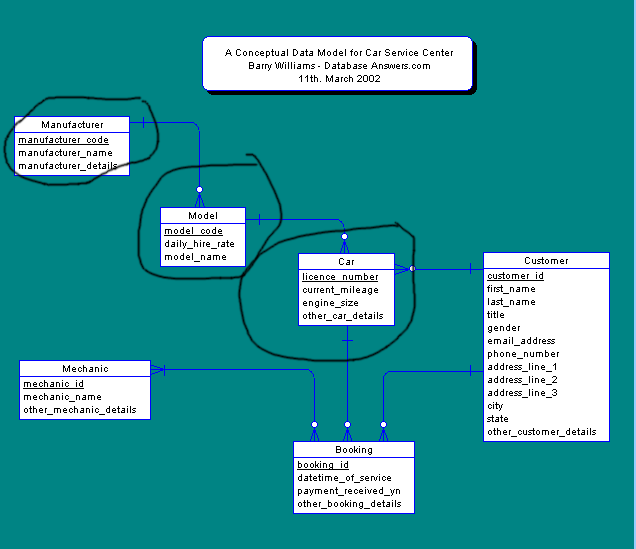 A Conceptual Data Model for Car Service Center
Barry Williams - Database Answers.com
11th. March 2002
Manufacturer
manufacturer_code
manufacturer_name
manufacturer_details
Model
model_code
daily_hire_rate
model_name
Car
licence_number
current_mileage
engine_size
other_car_details
Customer
customer_id
first_name
last_name
title
gender
email_address
phone_number
address_line_1
address_line_2
address_line_3
city
state
other_customer_details
Mechanic
mechanic_id
mechanic_name
other_mechanic_details
Booking
booking_id
datetime_of_service
payment_received_yn
other_booking_details